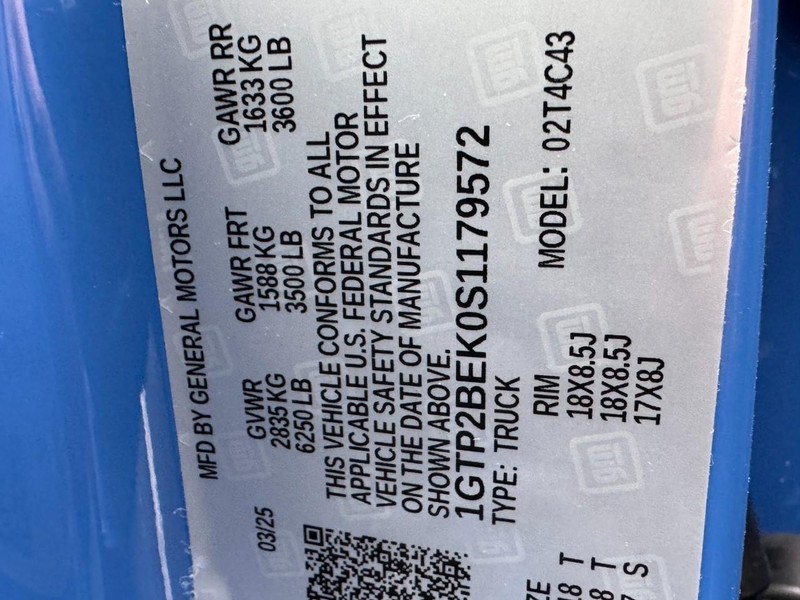 MFD BY GENERAL MOTORS LLC
03/25 GVWR GAWR FRT GAWR RR
2835 KG 1588 KG 1633 KG
6250 LB 3500 LB 3600 LB
THIS VEHICLE CONFORMS TO ALL
APPLICABLE U.S. FEDERAL MOTOR
VEHICLE SAFETY STANDARDS IN EFFECT
ON THE DATE OF MANUFACTURE
SHOWN ABOVE.
1GTP2BEK0S1179572
TYPE: TRUCK MODEL: 02T4C43
RIM
T 18X8.5J
T 18X8.5J
S 17X8J
gm